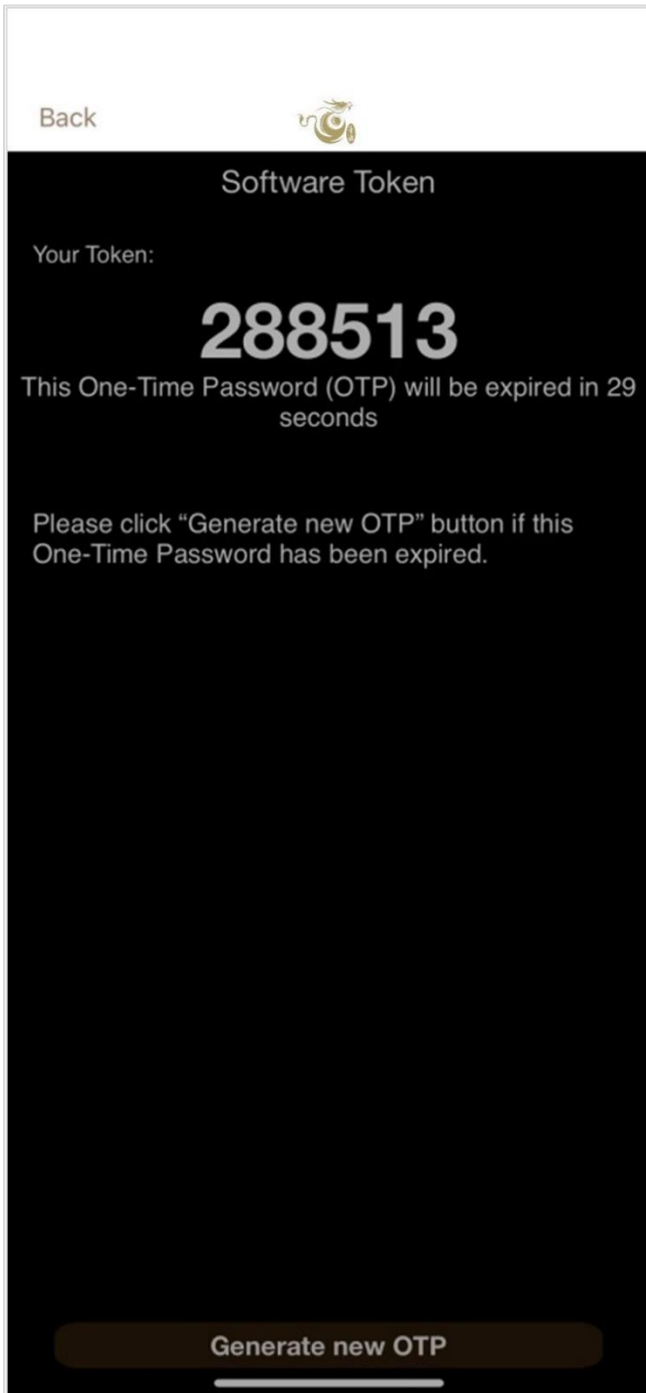 Back
Software Token
Your Token:
288513
This One-Time Password (OTP) will be expired in 29
seconds
Please click “Generate new OTP” button if this
One-Time Password has been expired.
Generate new OTP